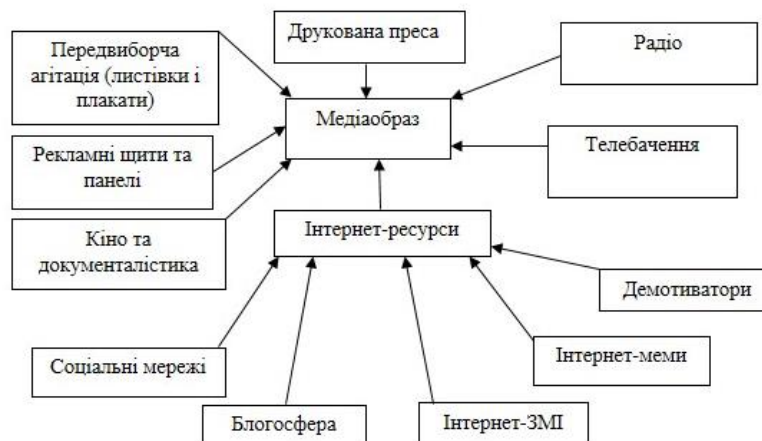 Передвиборча
агітація (листівки і
плакати)
Друкована преса
Радіо
Медіаобраз
Рекламні щити та
панелі
Телебачення
Кіно та
документалістика
Інтернет-ресурси
Демотиватори
Соціальні мережі
Інтернет-меми
Блогосфера
Інтернет-ЗМІ